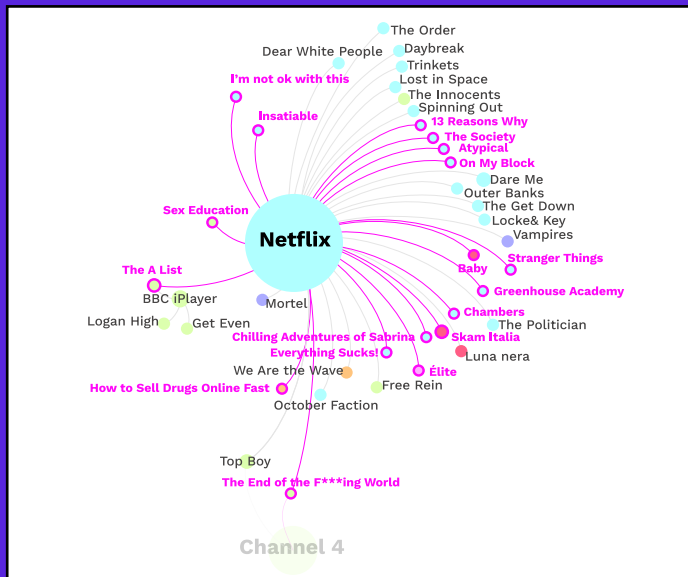 The Order
Dear White People
Daybreak
Trinkets
I'm not ok with this
Lost in Space
The Innocents
Spinning Out
Insatiable
13 Reasons Why
The Society
Atypical
On My Block
Dare Me
Outer Banks
The Get Down
Sex Education
Locke& Key
Netflix
Vampires
Stranger Things
Baby
The A List
Greenhouse Academy
BBC iPlayer
Mortel
Chambers
Logan High
Get Even
The Politician
Chilling Adventures of Sabrina
Skam Italia
Everything Sucks!
Luna nera
We Are the Wave
Élite
How to Sell Drugs Online Fast
Free Rein
October Faction
Top Boy
The End of the F***ing World
Channel 4